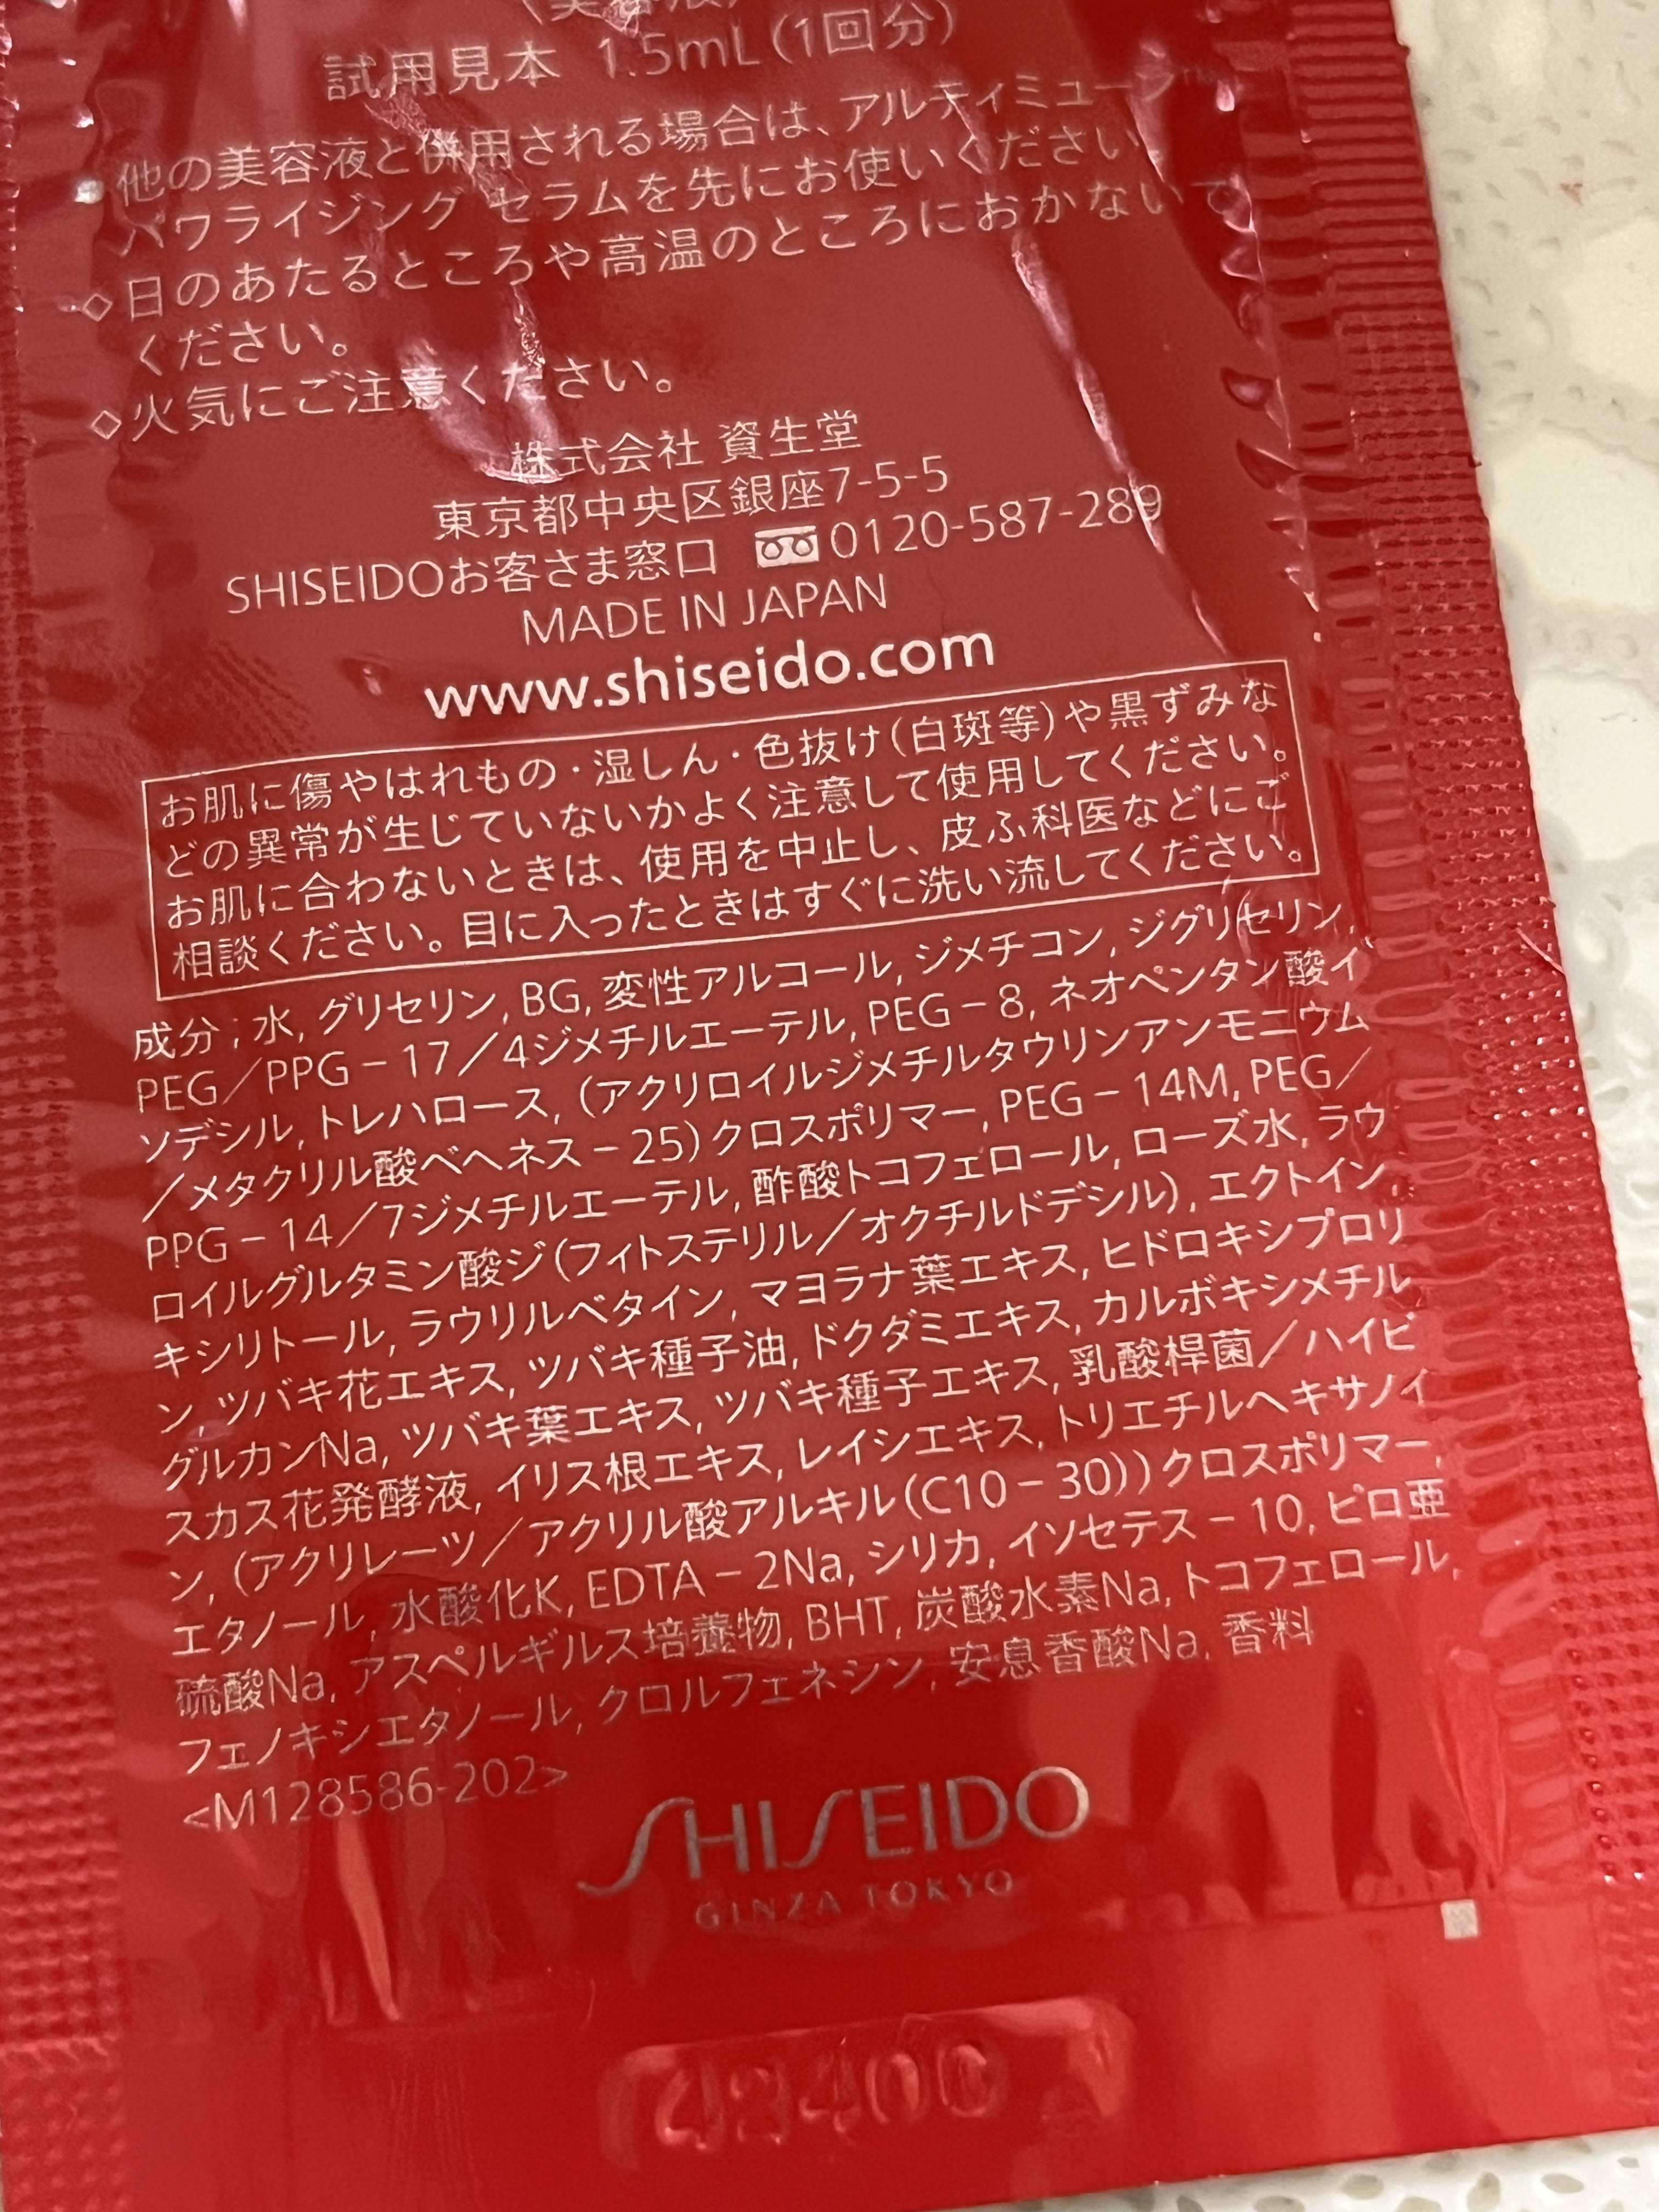 試用見本 1.5mL(1回分)
他の美容液と併用される場合は、アルティミューン™
パワライジング セラムを先にお使いください
◇日のあたるところや高温のところにおかないで
ください。
◇火気にご注意ください。
株式会社 資生堂
東京都中央区銀座7-5-5
SHISEIDOお客さま窓口 0120-587-289
MADE IN JAPAN
www.shiseido.com
お肌に傷やはれもの・湿しん・色抜け(白斑等)や黒ずみな
どの異常が生じていないかよく注意して使用してください。
お肌に合わないときは、使用を中止し、皮ふ科医などにご
相談ください。目に入ったときはすぐに洗い流してください。
成分;水, グリセリン, BG, 変性アルコール, ジメチコン, ジグリセリン,
PEG/PPG-17/4ジメチルエーテル, PEG-8, ネオペンタン酸イ
ソデシル, トレハロース, (アクリロイルジメチルタウリンアンモニウム
/メタクリル酸ベヘネス-25)クロスポリマー, PEG-14M, PEG/
PPG-14/7ジメチルエーテル, 酢酸トコフェロール, ローズ水, ラウ
ロイルグルタミン酸ジ(フィトステリル/オクチルドデシル), エクトイン,
キシリトール, ラウリルベタイン, マヨラナ葉エキス, ヒドロキシプロリ
ン, ツバキ花エキス, ツバキ種子油, ドクダミエキス, カルボキシメチル
グルカンNa, ツバキ葉エキス, ツバキ種子エキス, 乳酸桿菌/ハイビ
スカス花発酵液, イリス根エキス, レイシエキス, トリエチルヘキサノイ
ン, (アクリレーツ/アクリル酸アルキル(C10-30))クロスポリマー,
エタノール, 水酸化K, EDTA-2Na, シリカ, イソセテス-10, ピロ亜
硫酸Na, アスペルギルス培養物, BHT, 炭酸水素Na, トコフェロール,
フェノキシエタノール, クロルフェネシン, 安息香酸Na, 香料
<M128586-202>
SHISEIDO
GINZA TOKYO